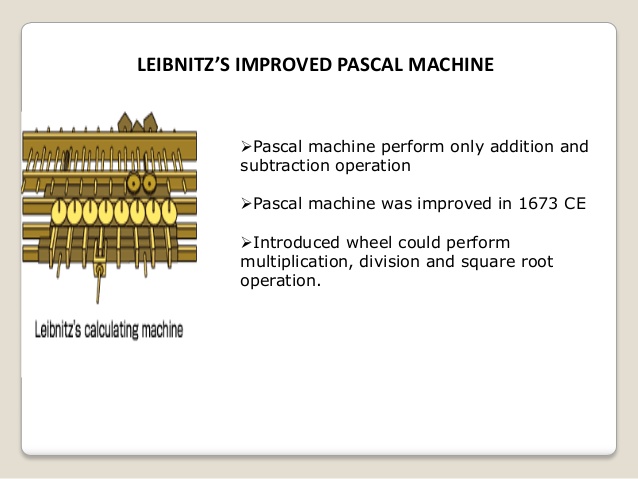 LEIBNITZ’S IMPROVED PASCAL MACHINE
➢Pascal machine perform only addition and
subtraction operation
➢Pascal machine was improved in 1673 CE
➢Introduced wheel could perform
multiplication, division and square root
operation.
Leibnitz's calculating machine